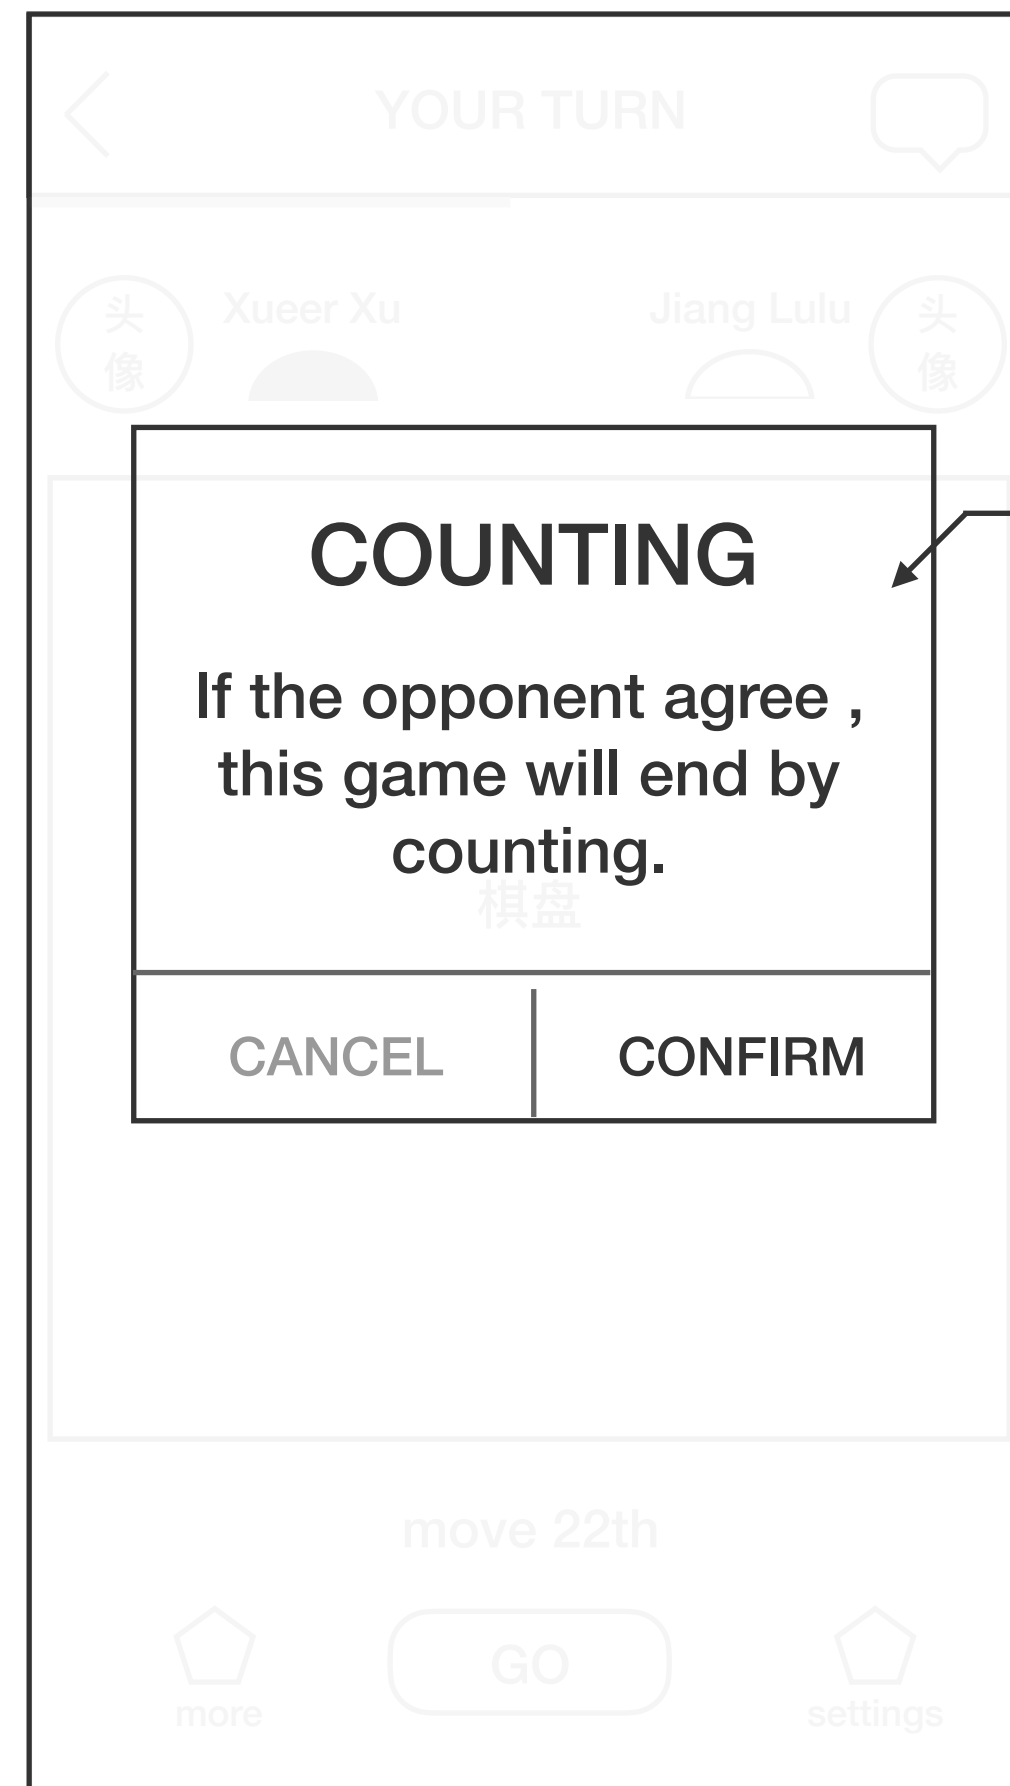 YOUR TURN
头
像
Xueer Xu
Jiang Lulu
头
像
COUNTING
If the opponent agree ,
this game will end by
counting.
棋盘
CANCEL
CONFIRM
move 22th
GO
more
settings